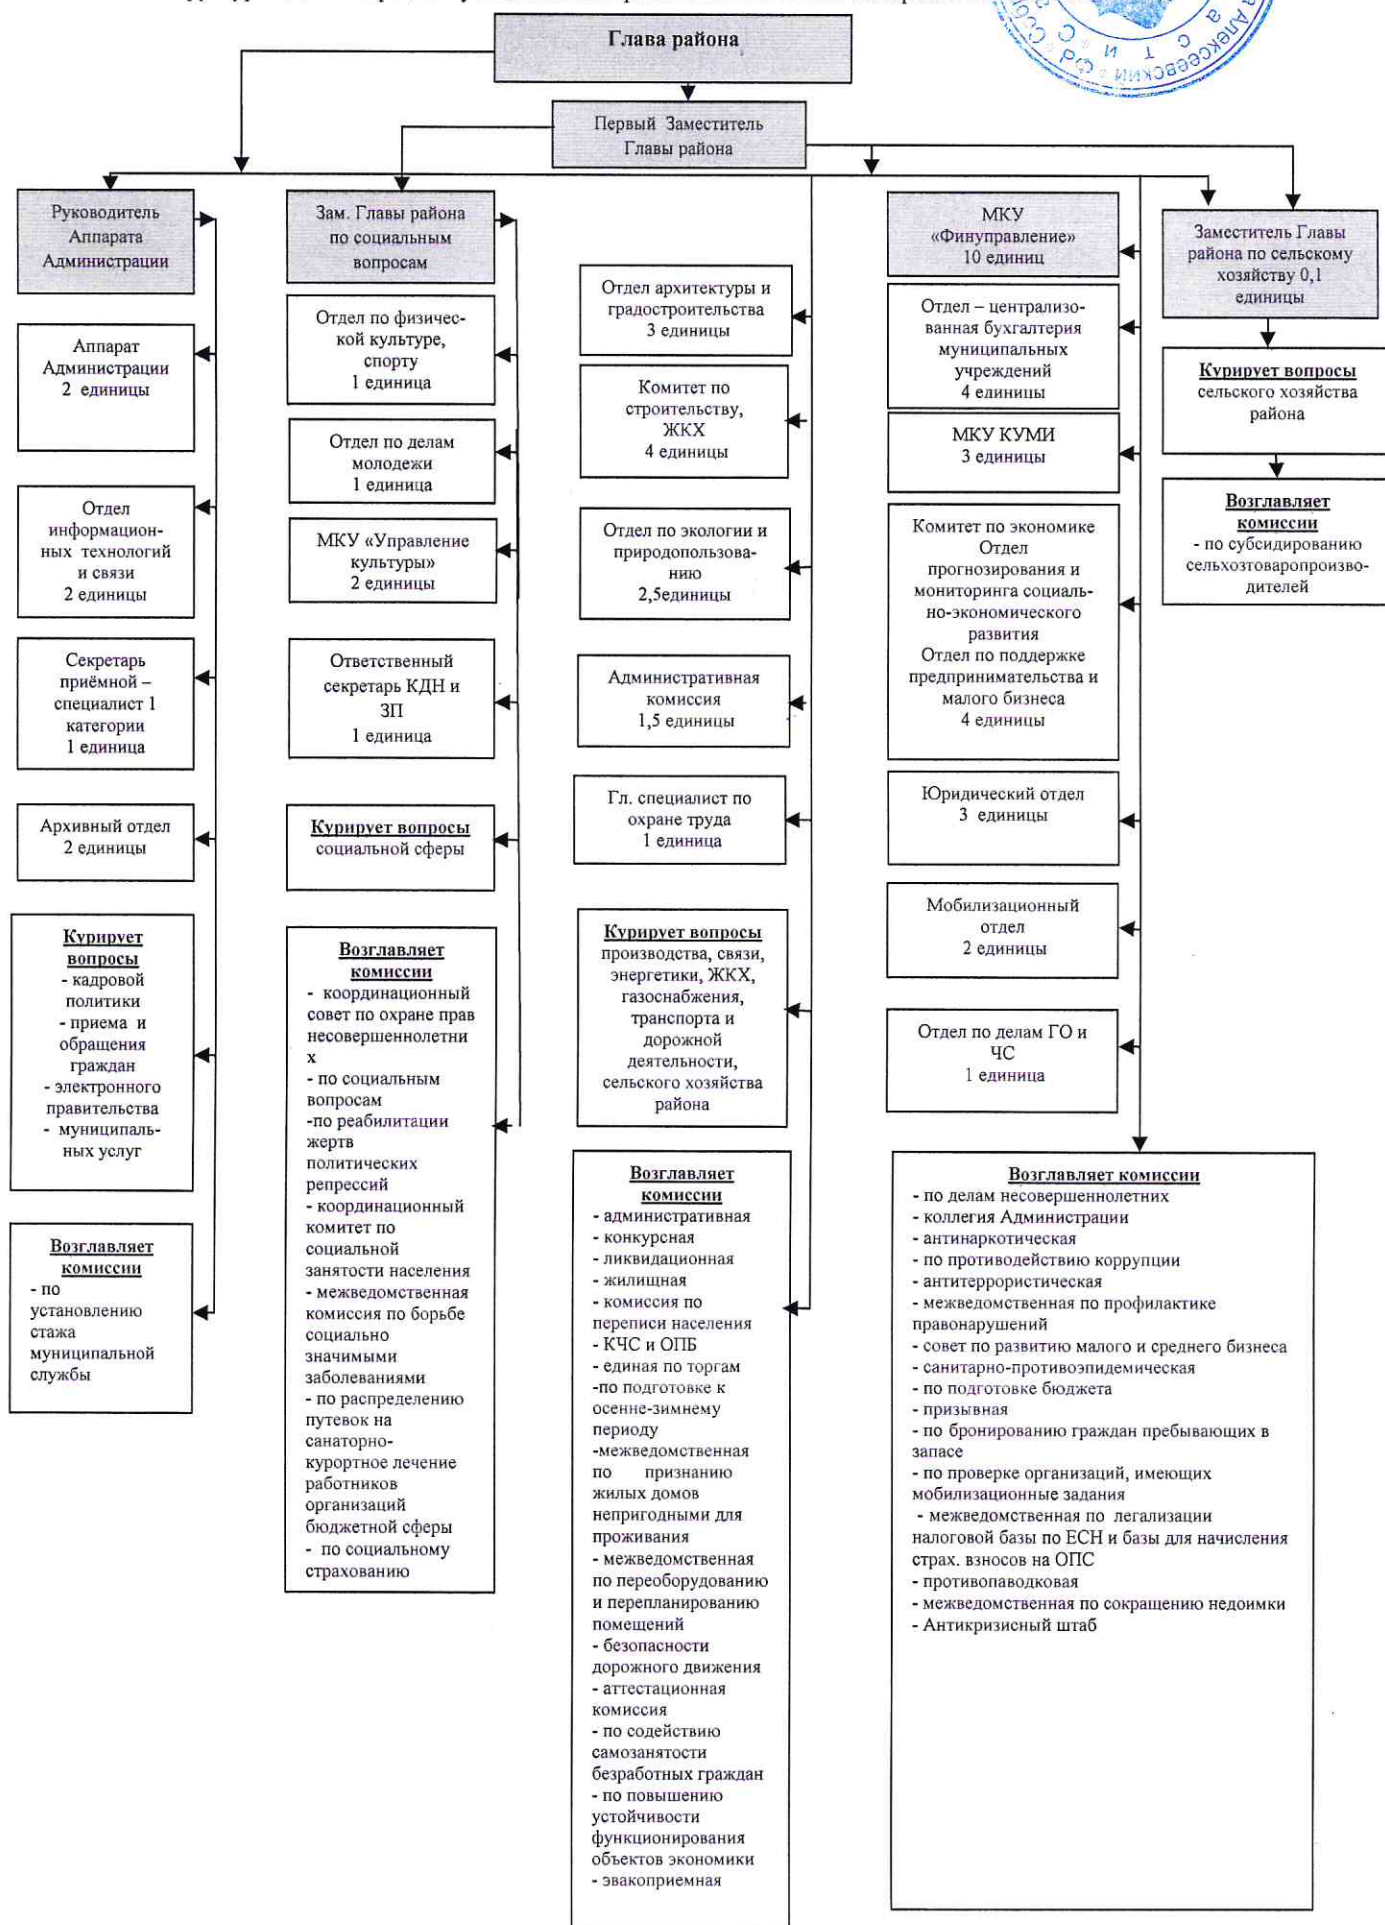 Глава района
Первый Заместитель
Главы района
Руководитель
Аппарата
Администрации
Аппарат
Администрации
2 единицы
Отдел
информацион-
ных технологий
и связи
2 единицы
Секретарь
приёмной –
специалист 1
категории
1 единица
Архивный отдел
2 единицы
Курирует
вопросы
- кадровой
политики
- приема и
обращения
граждан
- электронного
правительства
- муниципаль-
ных услуг
Возглавляет
комиссии
- по
установлению
стажа
муниципальной
службы
Зам. Главы района
по социальным
вопросам
Отдел по физичес-
кой культуре,
спорту
1 единица
Отдел по делам
молодежи
1 единица
МКУ «Управление
культуры»
2 единицы
Ответственный
секретарь КДН и
ЗП
1 единица
Курирует вопросы
социальной сферы
Возглавляет
комиссии
- координационный
совет по охране прав
несовершеннолетни
х
- по социальным
вопросам
-по реабилитации
жертв
политических
репрессий
- координационный
комитет по
социальной
занятости населения
- межведомственная
комиссия по борьбе
социально
значимыми
заболеваниями
- по распределению
путевок на
санаторно-
курортное лечение
работников
организаций
бюджетной сферы
- по социальному
страхованию
Отдел архитектуры и
градостроительства
3 единицы
Комитет по
строительству,
ЖКХ
4 единицы
Отдел по экологии и
природопользова-
нию
2,5единицы
Административная
комиссия
1,5 единицы
Гл. специалист по
охране труда
1 единица
Курирует вопросы
производства, связи,
энергетики, ЖКХ,
газоснабжения,
транспорта и
дорожной
деятельности,
сельского хозяйства
района
Возглавляет
комиссии
- административная
- конкурсная
- ликвидационная
- жилищная
- комиссия по
переписи населения
- КЧС и ОПБ
- единая по торгам
-по подготовке к
осенне-зимнему
периоду
-межведомственная
по признанию
жилых домов
непригодными для
проживания
- межведомственная
по переоборудованию
и перепланированию
помещений
- безопасности
дорожного движения
- аттестационная
комиссия
- по содействию
самозанятости
безработных граждан
- по повышению
устойчивости
функционирования
объектов экономики
- эвакоприемная
МКУ
«Финуправление»
10 единиц
Отдел – централизо-
ванная бухгалтерия
муниципальных
учреждений
4 единицы
МКУ КУМИ
3 единицы
Комитет по экономике
Отдел
прогнозирования и
мониторинга социаль-
но-экономического
развития
Отдел по поддержке
предпринимательства и
малого бизнеса
4 единицы
Юридический отдел
3 единицы
Мобилизационный
отдел
2 единицы
Отдел по делам ГО и
ЧС
1 единица
Возглавляет комиссии
- по делам несовершеннолетних
- коллегия Администрации
- антинаркотическая
- по противодействию коррупции
- антитеррористическая
- межведомственная по профилактике
правонарушений
- совет по развитию малого и среднего бизнеса
- санитарно-противоэпидемическая
- по подготовке бюджета
- призывная
- по бронированию граждан пребывающих в
запасе
- по проверке организаций, имеющих
мобилизационные задания
- межведомственная по легализации
налоговой базы по ЕСН и базы для начисления
страх. взносов на ОПС
- противопаводковая
- межведомственная по сокращению недоимки
- Антикризисный штаб
Заместитель Главы
района по сельскому
хозяйству 0,1
единицы
Курирует вопросы
сельского хозяйства
района
Возглавляет
комиссии
- по субсидированию
сельхозтоваропроизво-
дителей
Алексеевский